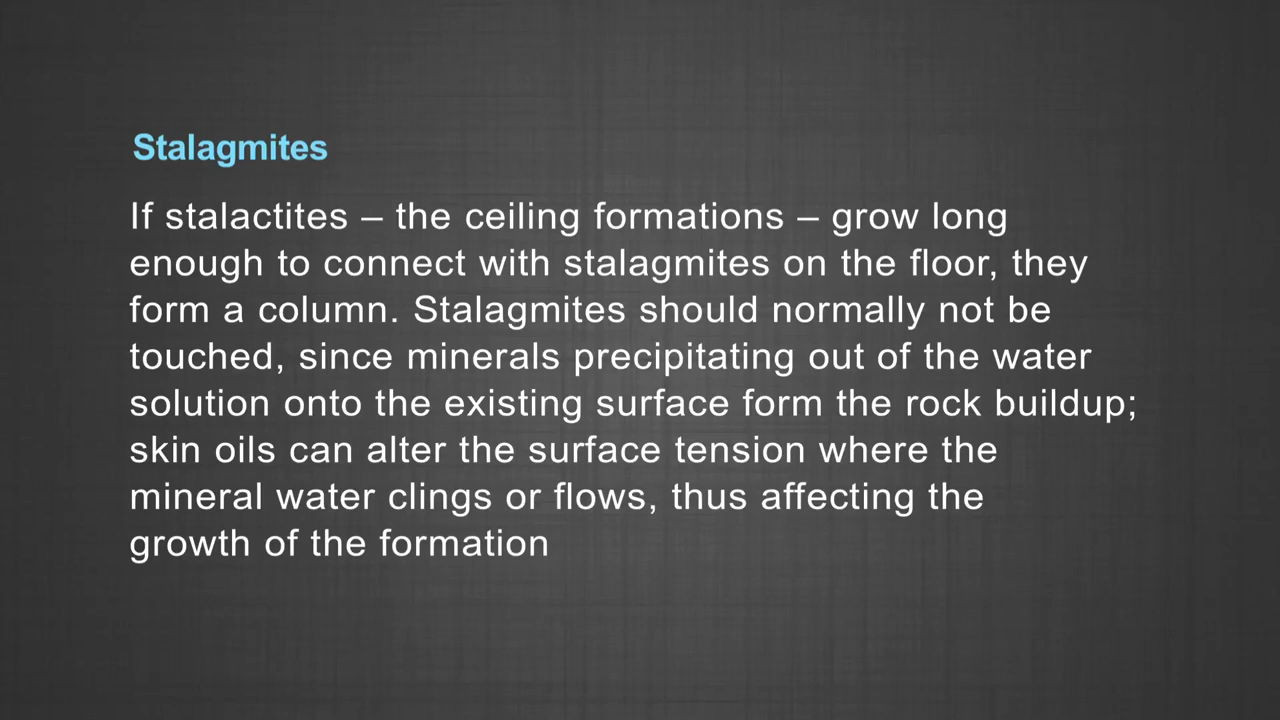 Stalagmites
If stalactites – the ceiling formations – grow long
enough to connect with stalagmites on the floor, they
form a column. Stalagmites should normally not be
touched, since minerals precipitating out of the water
solution onto the existing surface form the rock buildup;
skin oils can alter the surface tension where the
mineral water clings or flows, thus affecting the
growth of the formation